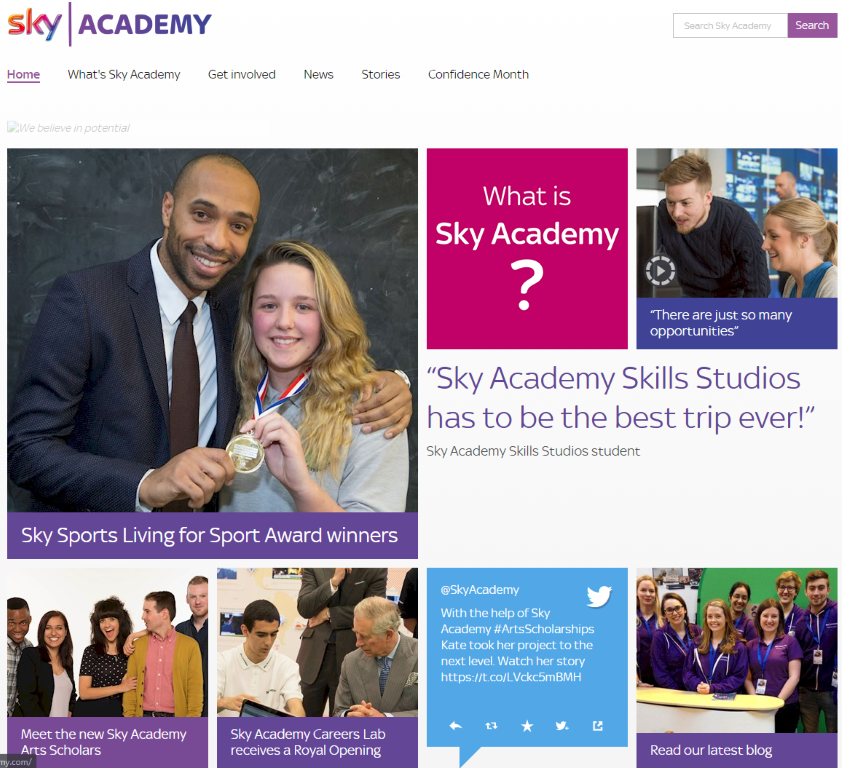 sky ACADEMY
Search Sky Academy
Search
Home
What's Sky Academy
Get involved
News
Stories
Confidence Month
We believe in potential
What is
Sky Academy
?
“There are just so many
opportunities”
“Sky Academy Skills Studios
has to be the best trip ever!”
Sky Academy Skills Studios student
Sky Sports Living for Sport Award winners
Meet the new Sky Academy
Arts Scholars
Sky Academy Careers Lab
receives a Royal Opening
@SkyAcademy
With the help of Sky
Academy #ArtsScholarships
Kate took her project to the
next level. Watch her story
https://t.co/LVckc5mBMH
Read our latest blog
my.com/